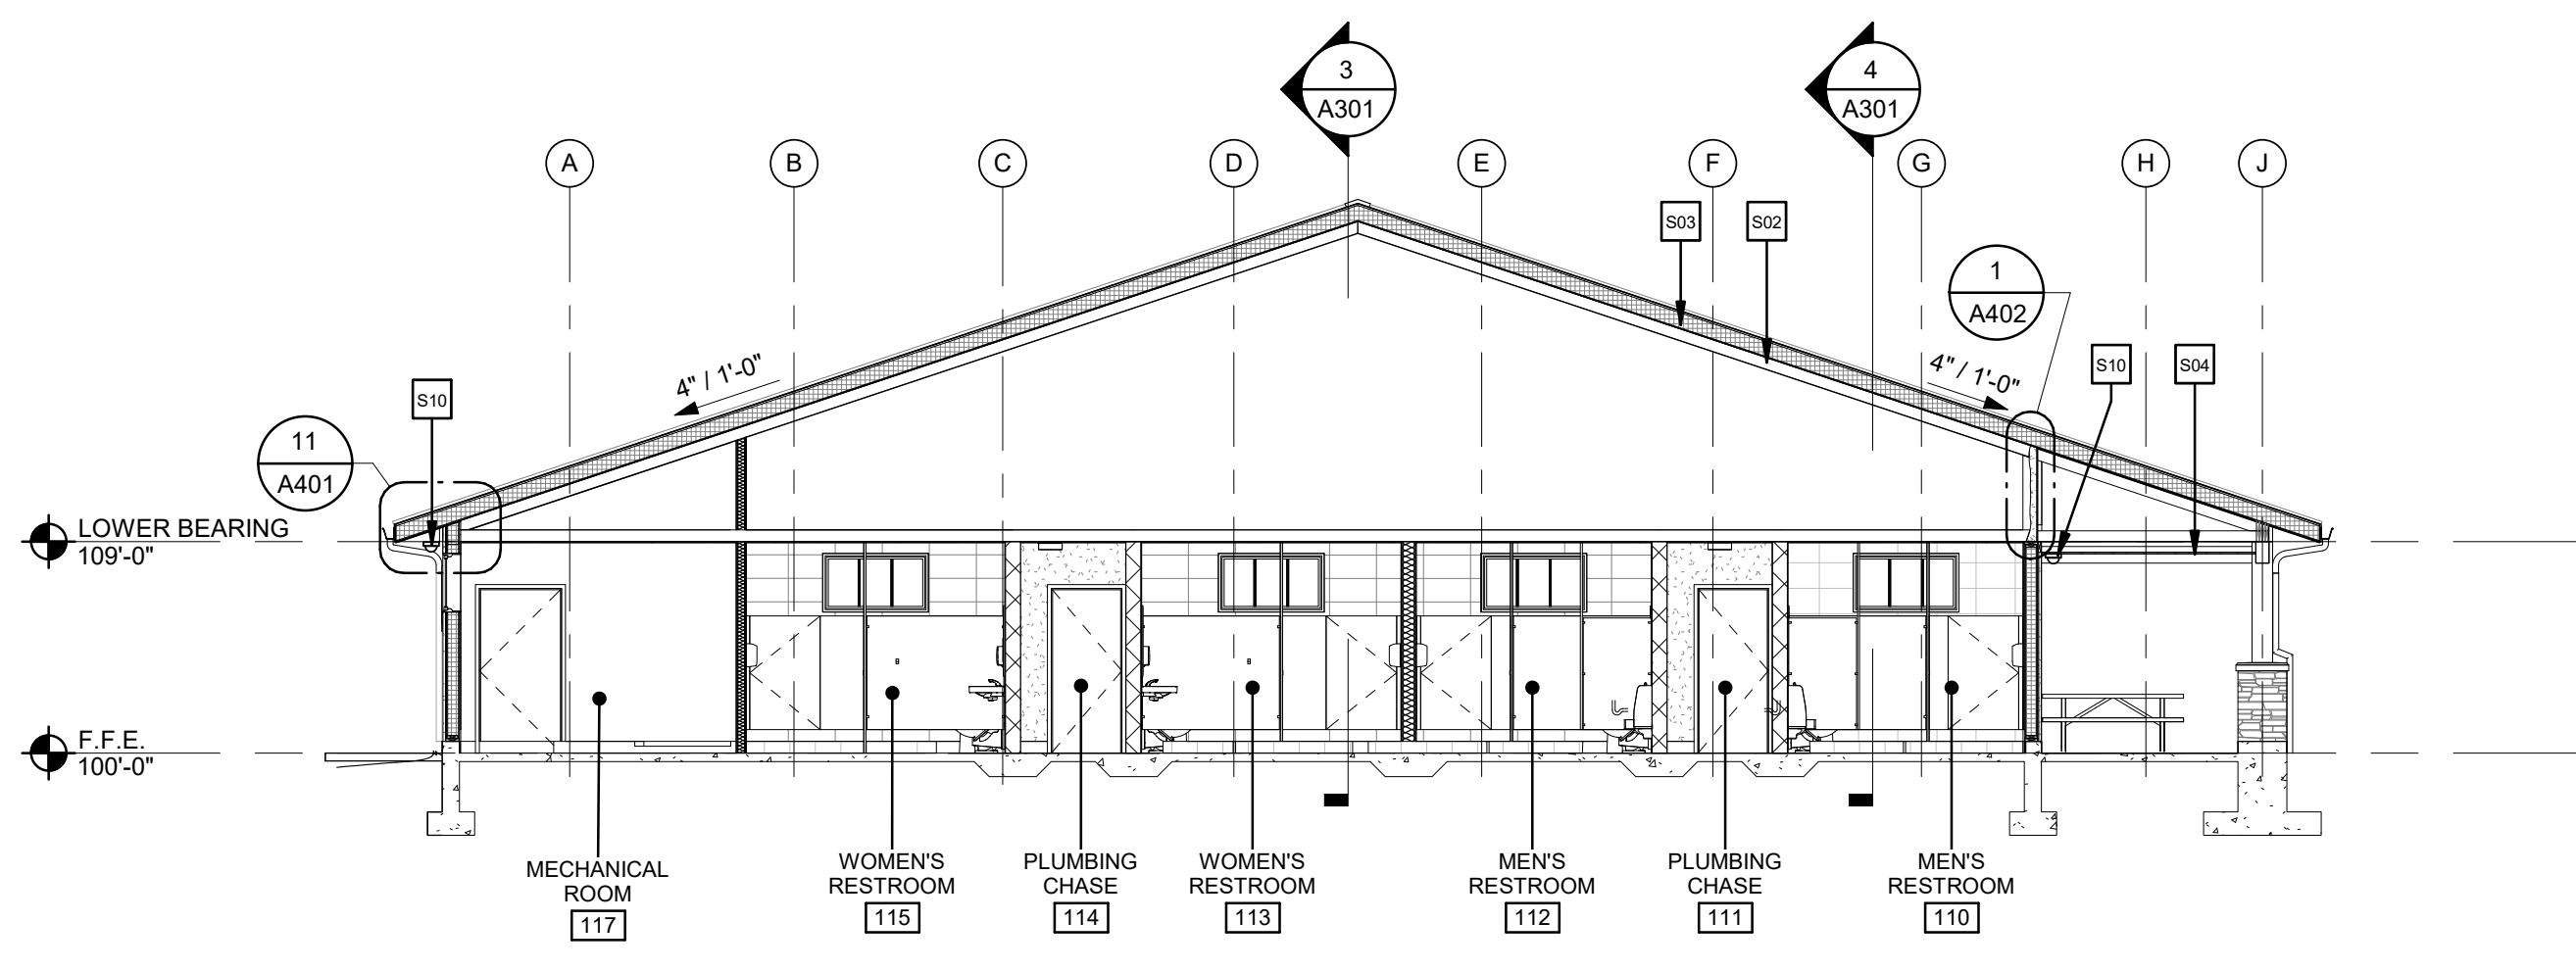 3
A301
4
A301
A
B
C
D
E
F
G
H
J
S03
S02
1
A402
4" / 1'-0"
4" / 1'-0"
S10
S10
S04
11
A401
LOWER BEARING
109'-0"
F.F.E.
100'-0"
MECHANICAL
ROOM
117
WOMEN'S
RESTROOM
115
PLUMBING
CHASE
114
WOMEN'S
RESTROOM
113
MEN'S
RESTROOM
112
PLUMBING
CHASE
111
MEN'S
RESTROOM
110